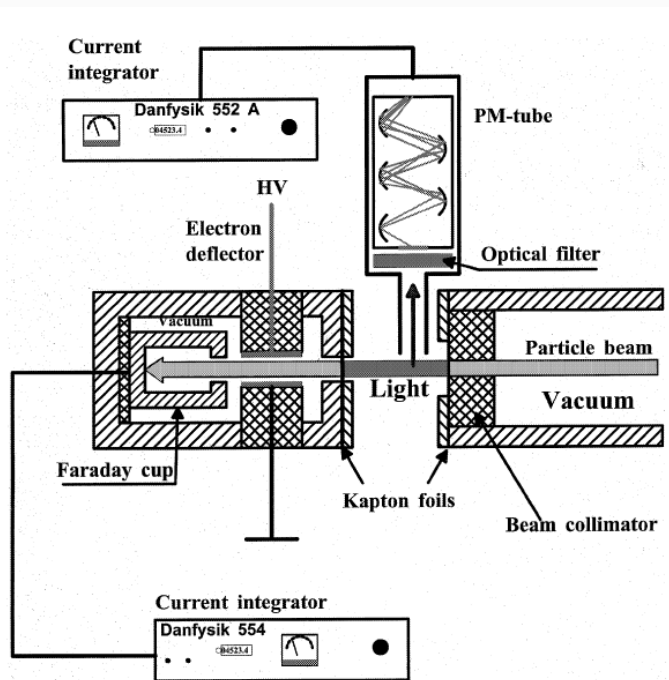 Current
integrator
Danfysik 552 A
04523.4
PM-tube
HV
Electron
deflector
Optical filter
Vacuum
Particle beam
Light
Vacuum
Faraday cup
Kapton foils
Beam collimator
Current integrator
Danfysik 554
04523.4